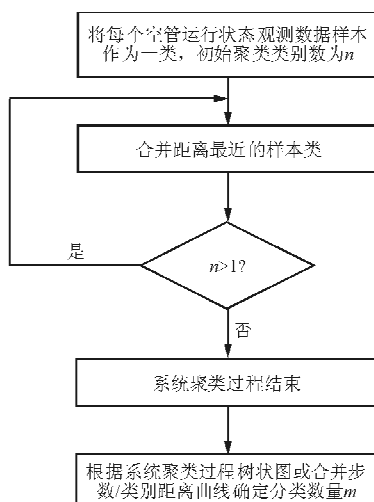 将每个空管运行状态观测数据样本
作为一类，初始聚类类别数为n
合并距离最近的样本类
是
n>1?
否
系统聚类过程结束
根据系统聚类过程树状图或合并步
数/类别距离曲线确定分类数量m